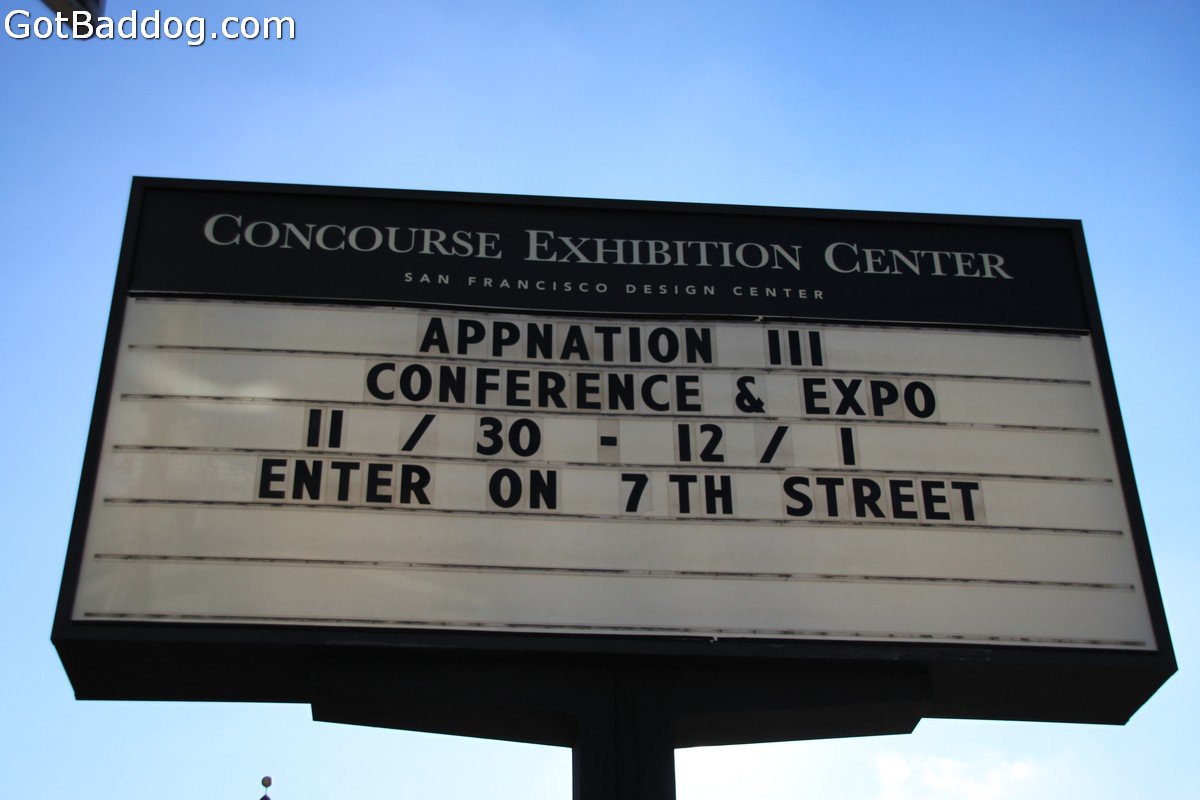 GotBaddog.com
CONCOURSE EXHIBITION CENTER
SAN FRANCISCO DESIGN CENTER
APPNATION III
CONFERENCE & EXPO
11 / 30 - 12 / 1
ENTER ON 7TH STREET